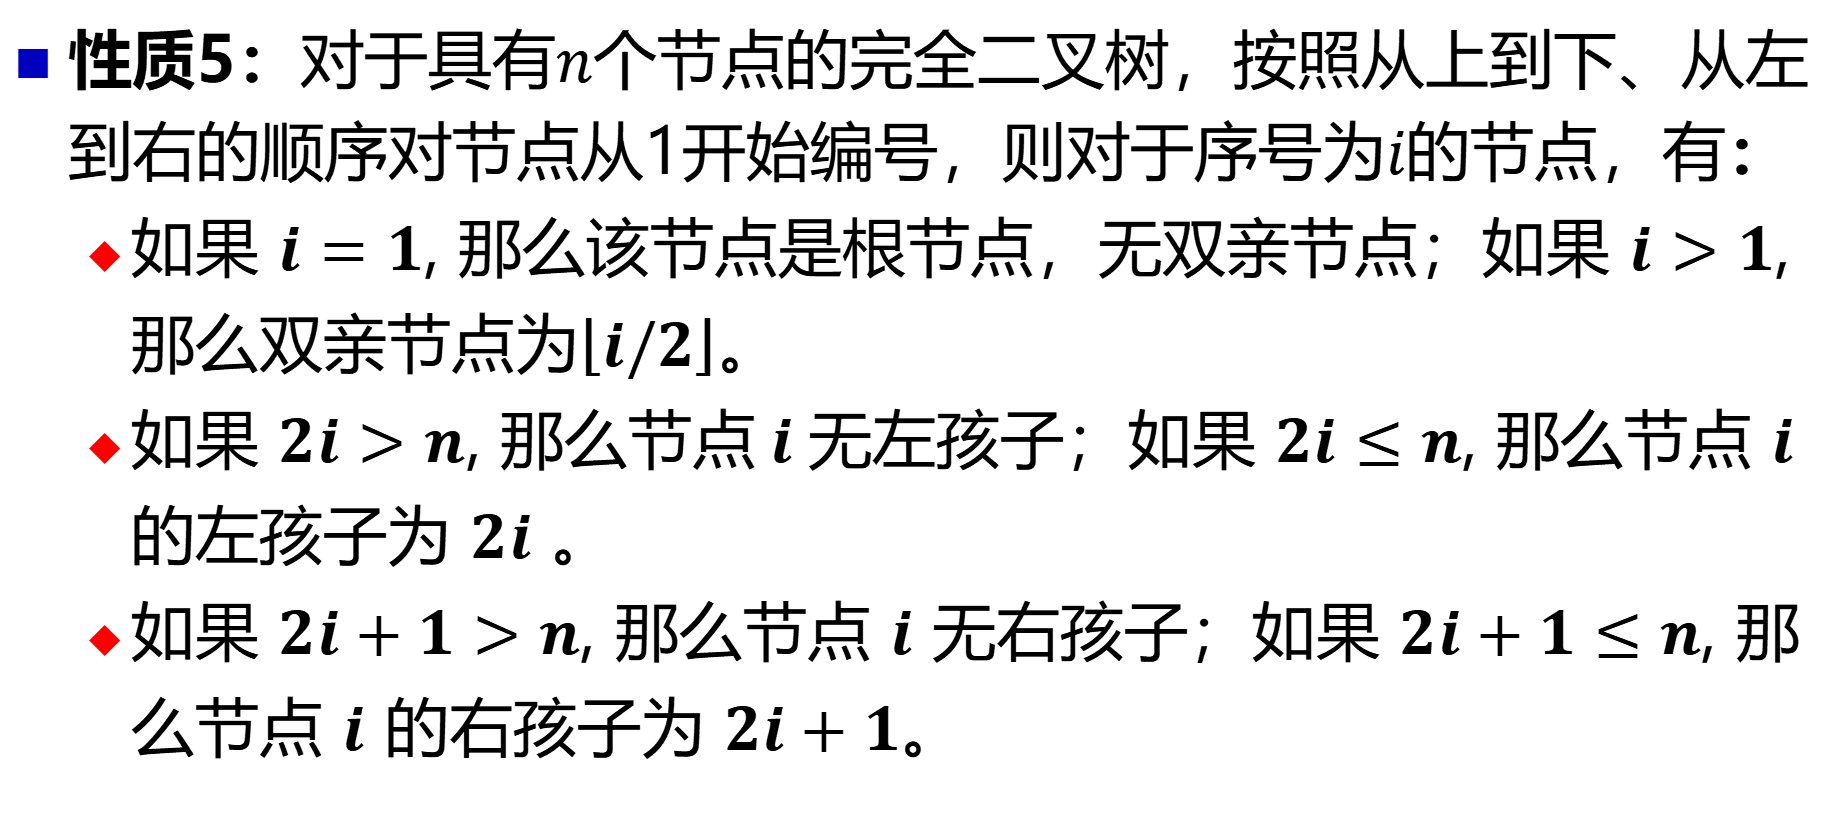 性质5：对于具有n个节点的完全二叉树，按照从上到下、从左
到右的顺序对节点从1开始编号，则对于序号为i的节点，有：
如果 i = 1, 那么该节点是根节点，无双亲节点；如果 i > 1,
那么双亲节点为⌊i/2⌋。
如果 2i > n, 那么节点 i 无左孩子；如果 2i ≤ n, 那么节点 i
的左孩子为 2i 。
如果 2i + 1 > n, 那么节点 i 无右孩子；如果 2i + 1 ≤ n, 那
么节点 i 的右孩子为 2i + 1。